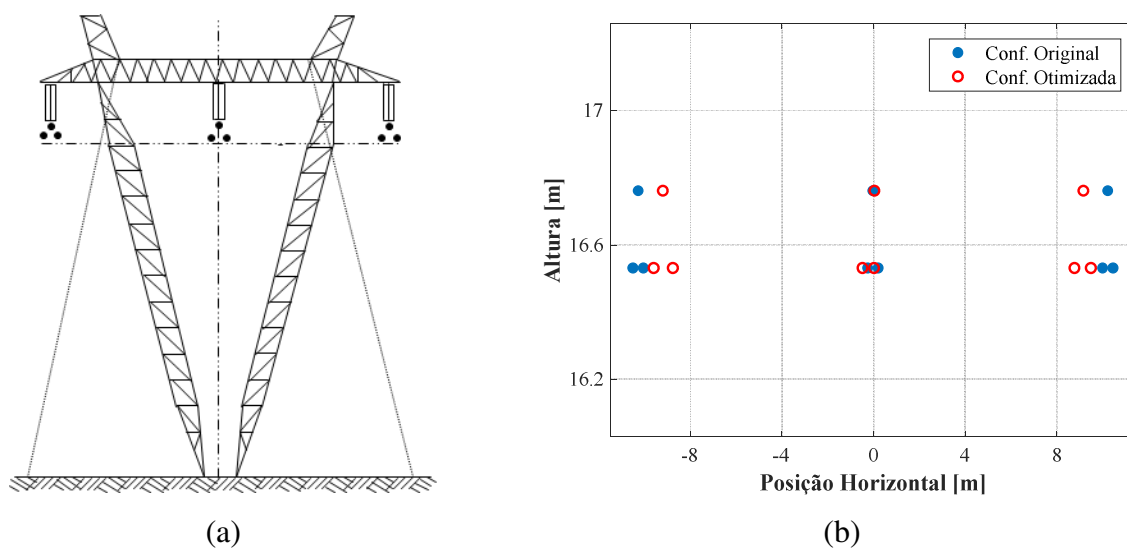 Conf. Original
Conf. Otimizada
17
16.6
16.2
Altura [m]
-8
-4
0
4
8
Posição Horizontal [m]
(a)
(b)